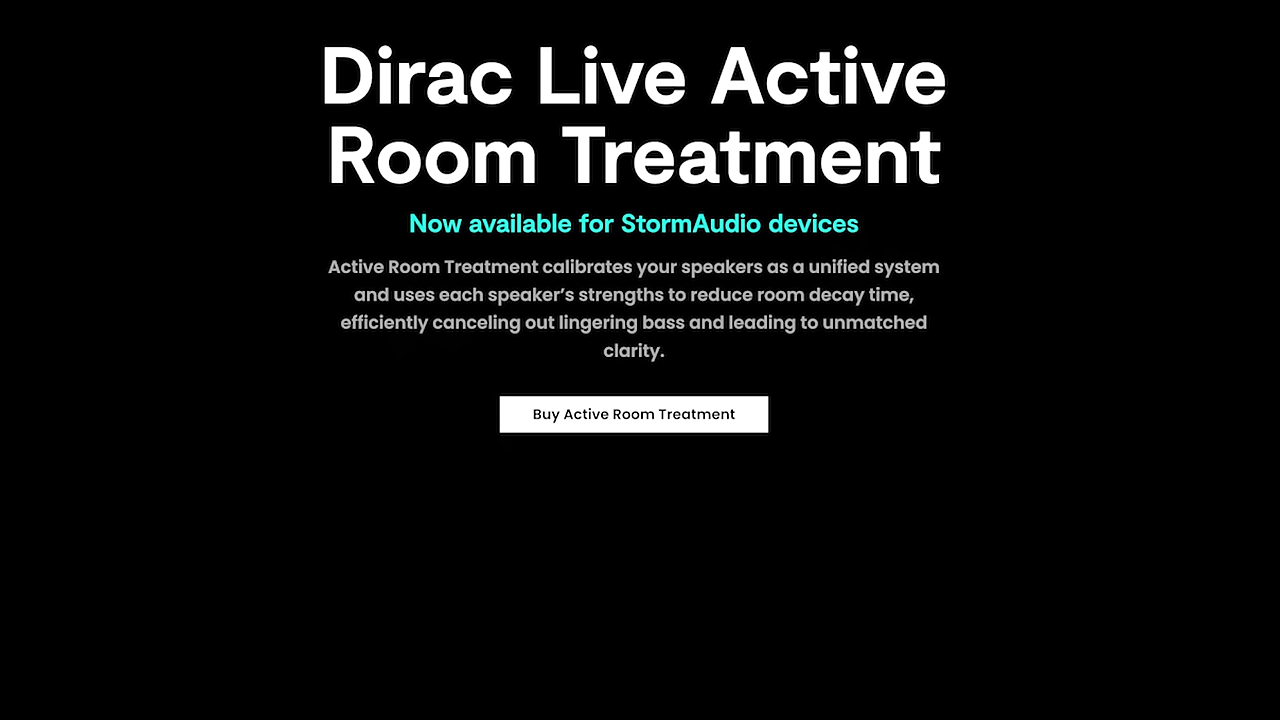 Dirac Live Active
Room Treatment
Now available for StormAudio devices
Active Room Treatment calibrates your speakers as a unified system
and uses each speaker’s strengths to reduce room decay time,
efficiently canceling out lingering bass and leading to unmatched
clarity.
Buy Active Room Treatment